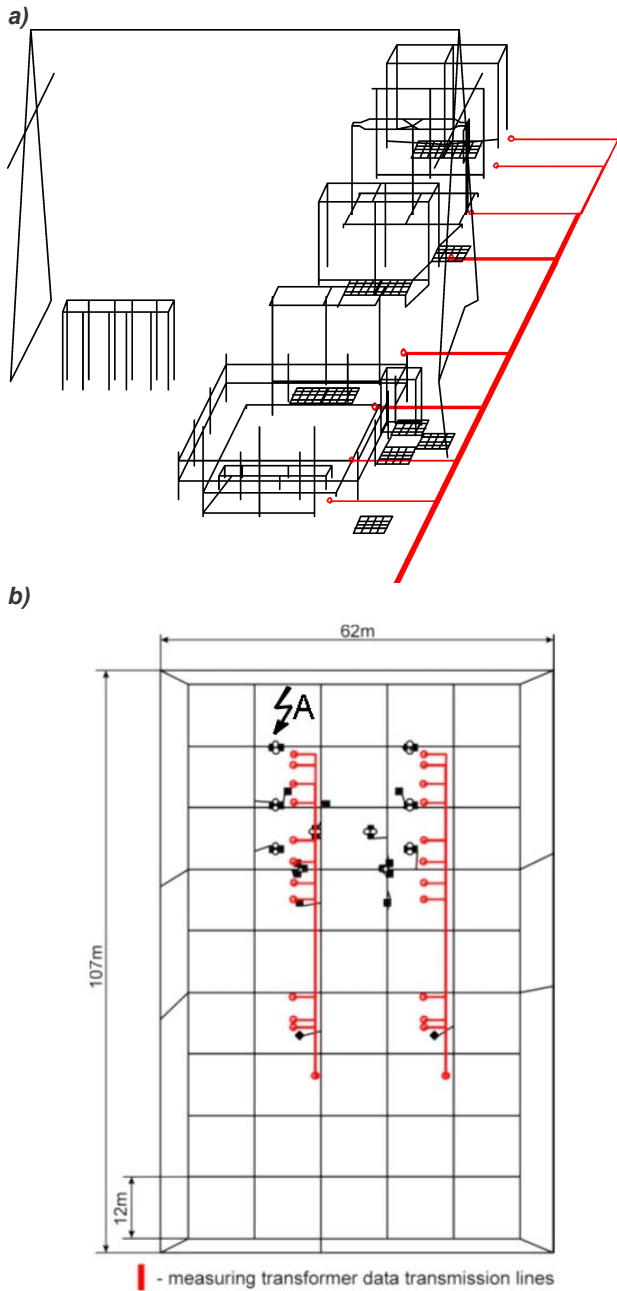 a)
b)
62m
A
107m
12m
- measuring transformer data transmission lines